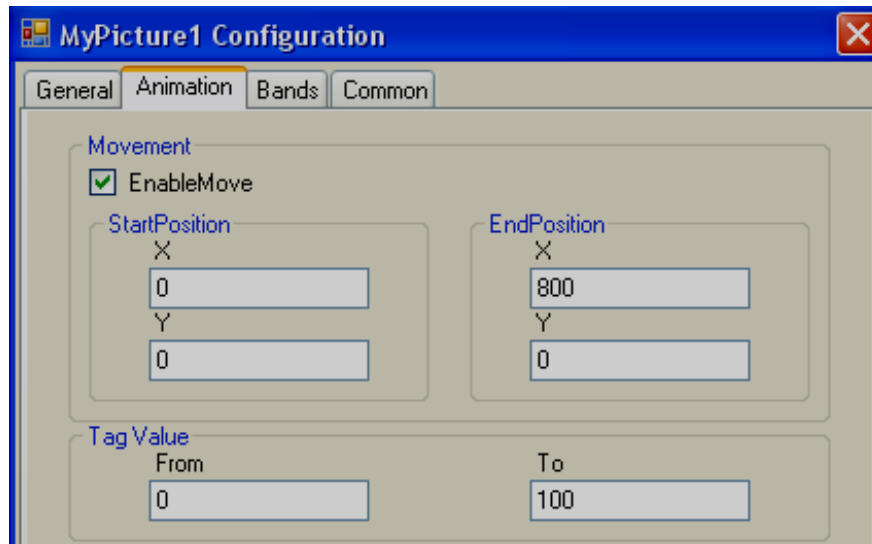 MyPicture1 Configuration
General Animation Bands Common
Movement
EnableMove
StartPosition EndPosition
X X
0 800
Y Y
0 0
Tag Value
From To
0 100